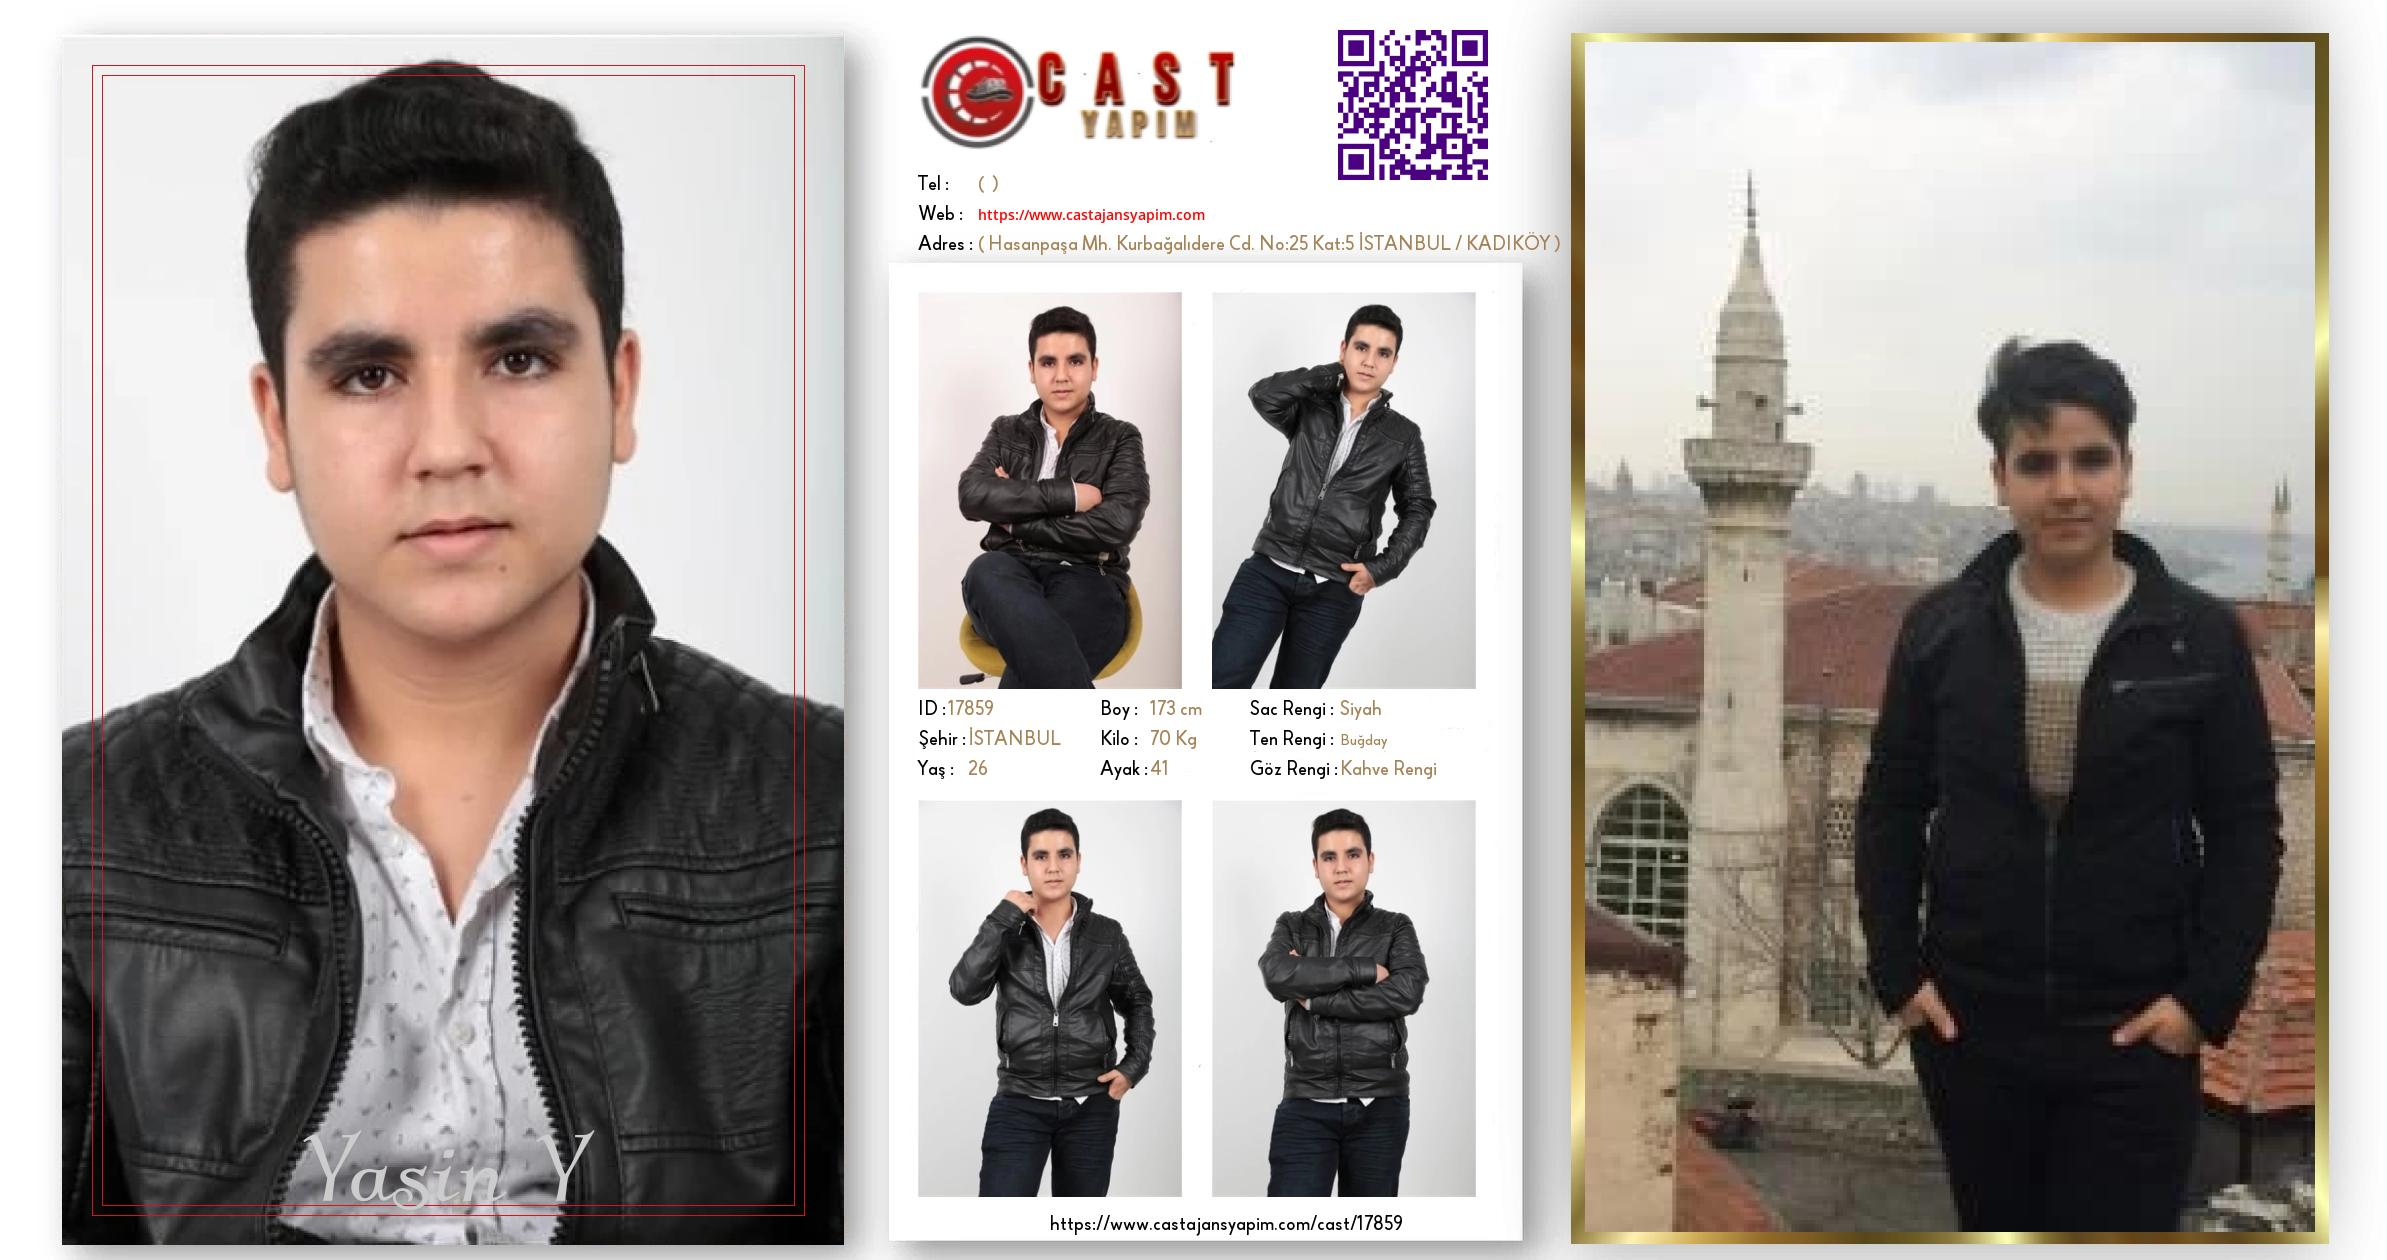 Yasin Y
CAST
YAPIM
Tel : ( )
Web : https://www.castajansyapim.com
Adres : ( Hasanpaşa Mh. Kurbağalıdere Cd. No:25 Kat:5 İSTANBUL / KADIKÖY )
ID :17859 Boy : 173 cm Sac Rengi : Siyah
Şehir :İSTANBUL Kilo : 70 Kg Ten Rengi : Buğday
Yaş : 26 Ayak :41 Göz Rengi :Kahve Rengi
https://www.castajansyapim.com/cast/17859